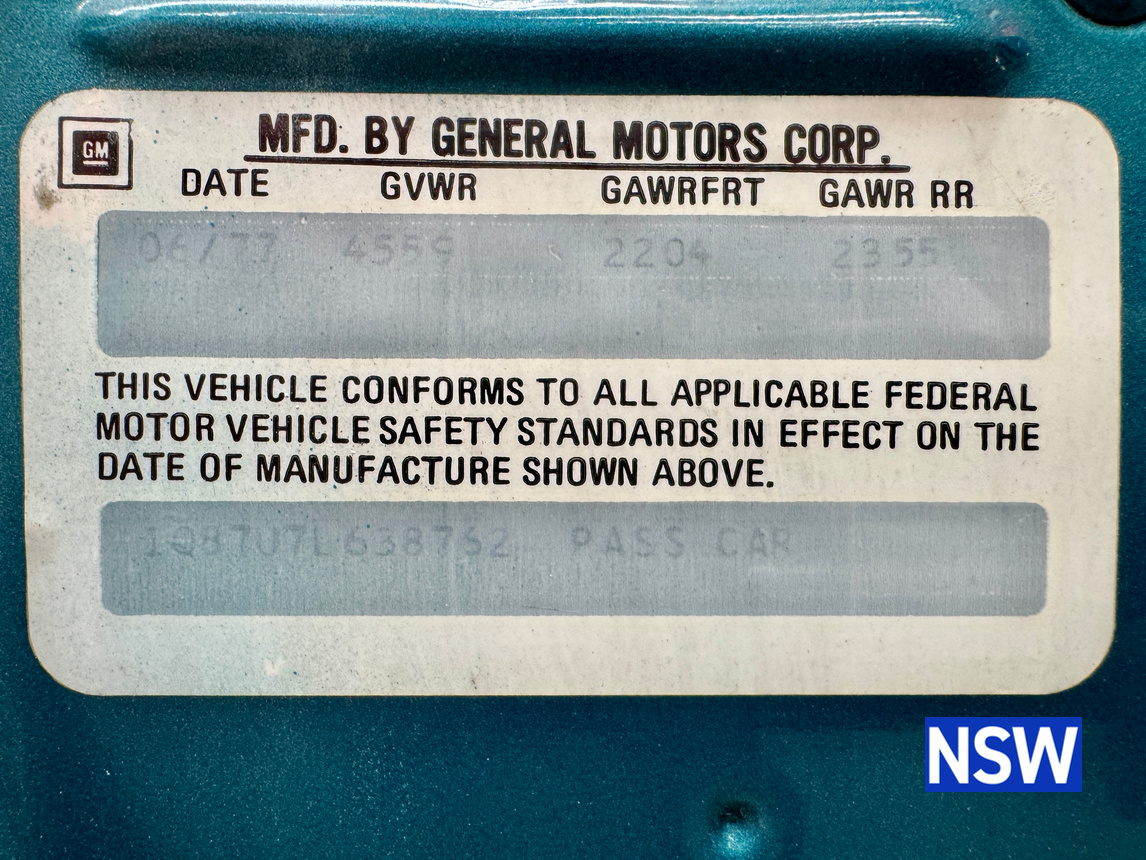 GM
MFD. BY GENERAL MOTORS CORP.
DATE GVWR GAWRFRT GAWR RR
06/77 4559 2204 2355
THIS VEHICLE CONFORMS TO ALL APPLICABLE FEDERAL
MOTOR VEHICLE SAFETY STANDARDS IN EFFECT ON THE
DATE OF MANUFACTURE SHOWN ABOVE.
1Q87U7L638762 PASS CAR
NSW